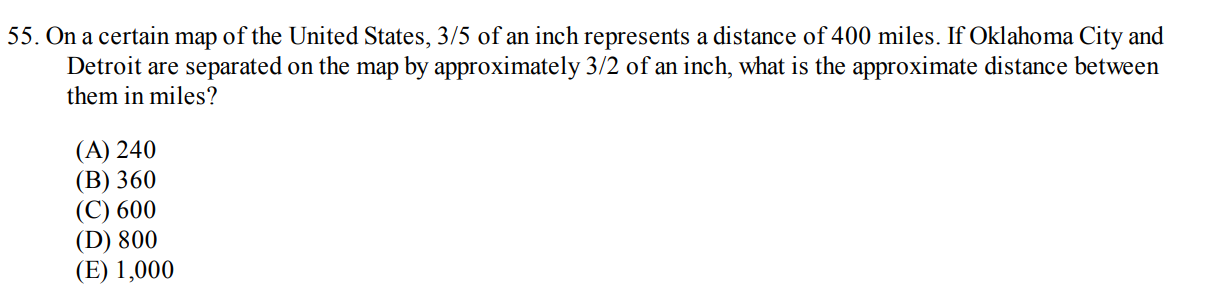 55. On a certain map of the United States, 3/5 of an inch represents a distance of 400 miles. If Oklahoma City and
Detroit are separated on the map by approximately 3/2 of an inch, what is the approximate distance between
them in miles?
(A) 240
(B) 360
(C) 600
(D) 800
(E) 1,000